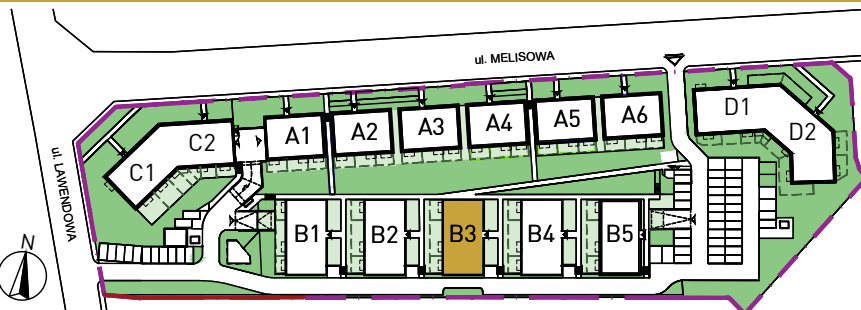 ul. MELISOWA
ul. LAWENDOWA
C1
C2
A1
A2
A3
A4
A5
A6
D1
D2
B1
B2
B3
B4
B5
N